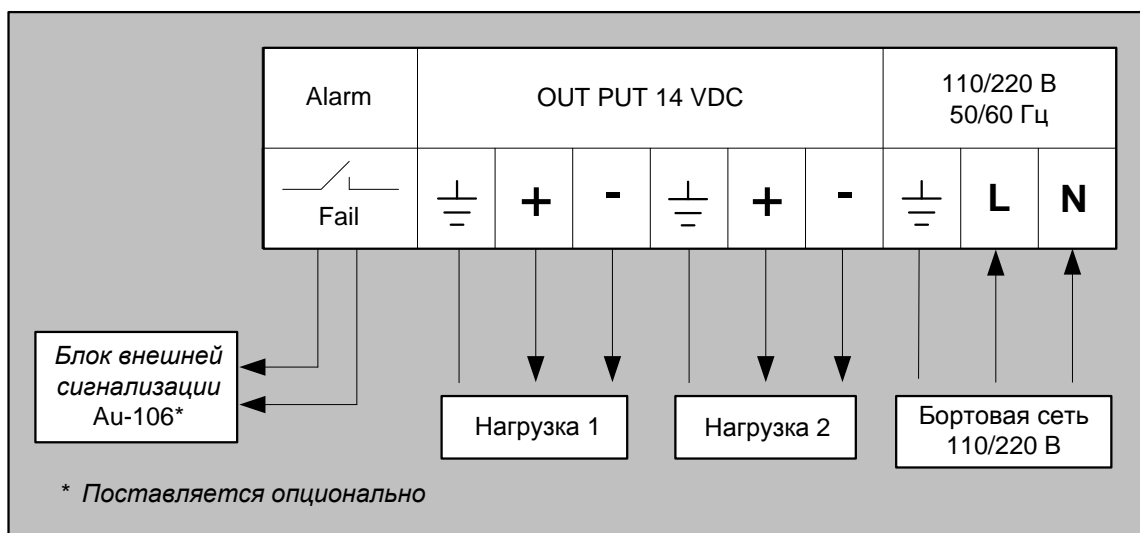 Alarm
OUT PUT 14 VDC
110/220 В
50/60 Гц
Fail
+
-
+
-
L
N
Блок внешней
сигнализации
Au-106*
Нагрузка 1
Нагрузка 2
Бортовая сеть
110/220 В
* Поставляется опционально